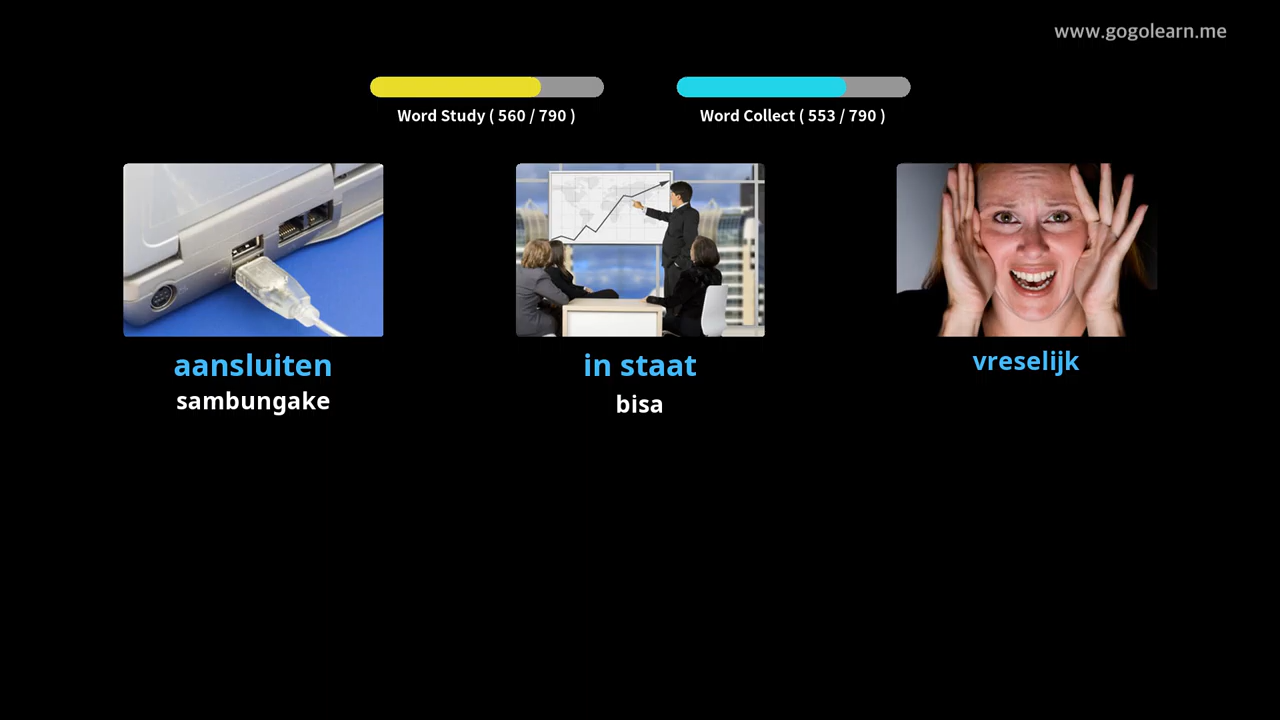 www.gogolearn.me
Word Study ( 560 / 790 )
Word Collect ( 553 / 790 )
aansluiten
sambungake
in staat
bisa
vreselijk